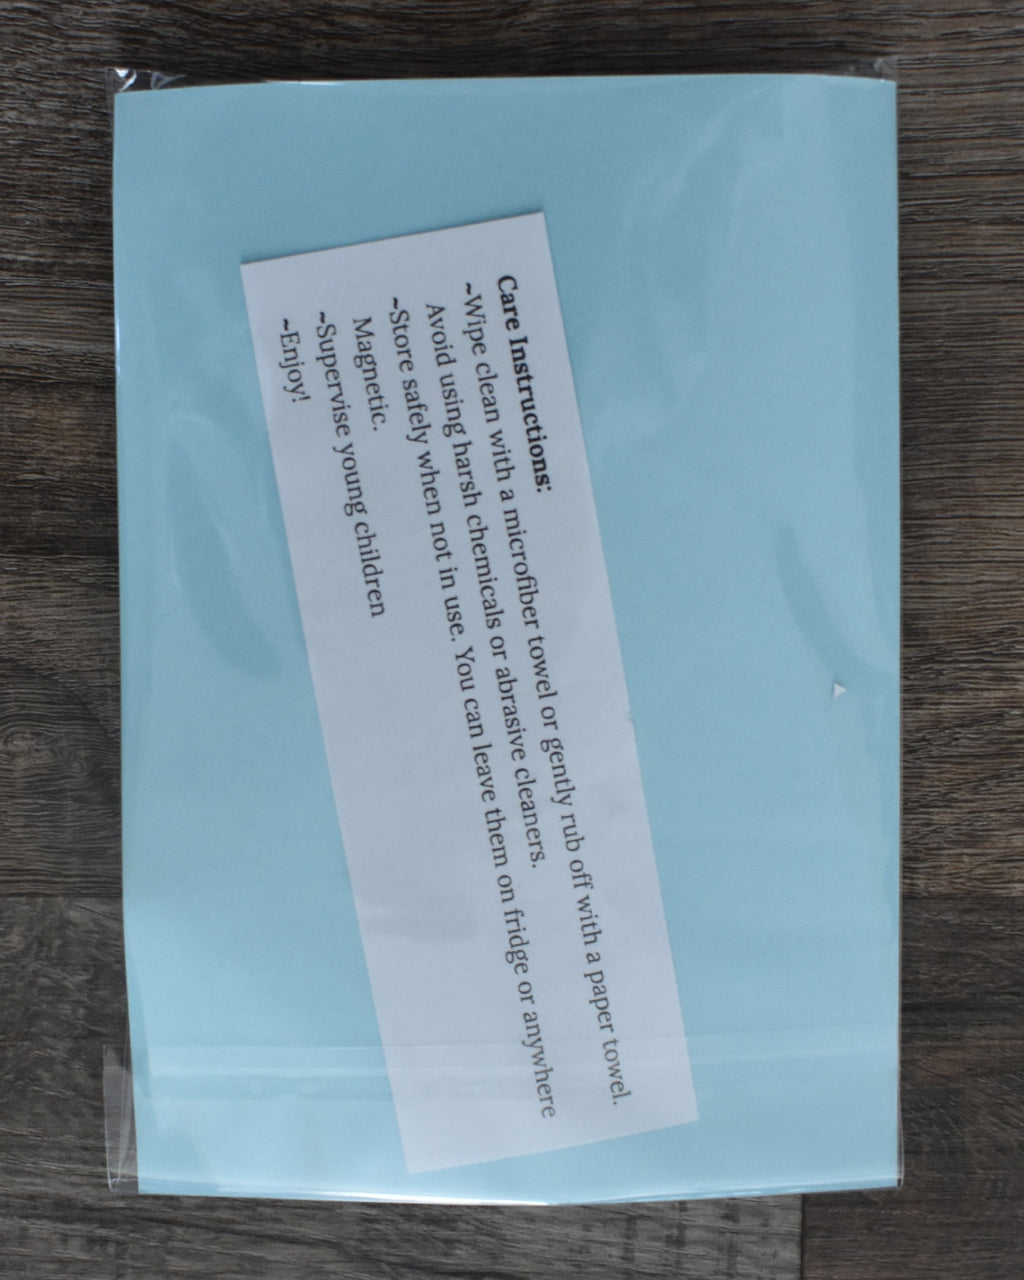 Care Instructions:
~Wipe clean with a microfiber towel or gently rub off with a paper towel.
Avoid using harsh chemicals or abrasive cleaners.
~Store safely when not in use. You can leave them on fridge or anywhere
Magnetic.
~Supervise young children
~Enjoy!